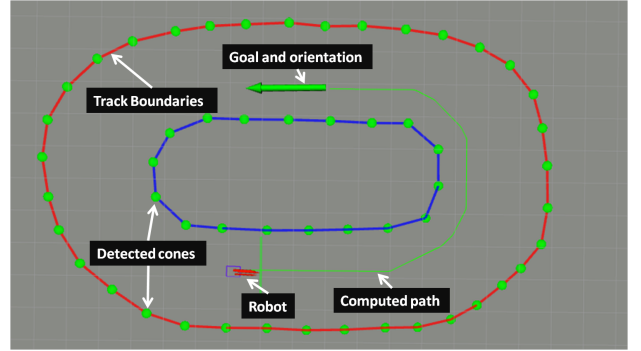 Goal and orientation
Track Boundaries
Detected cones
Robot
Computed path